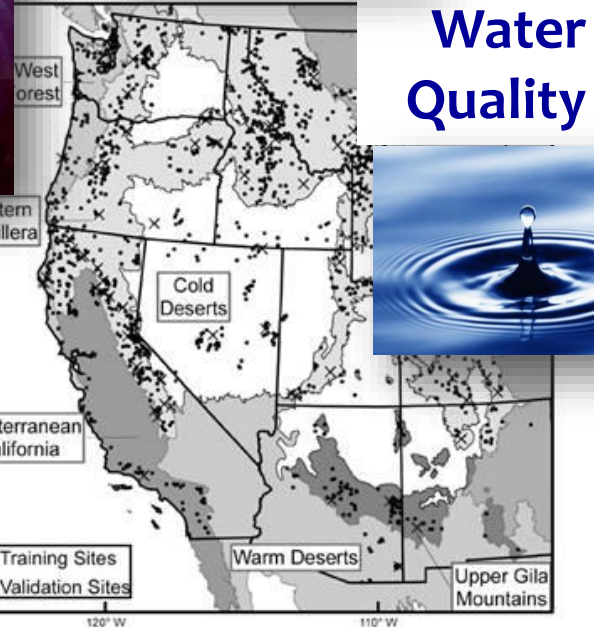 Water
Quality
West
orest
tern
llera
Cold
Deserts
terranean
lifornia
Training Sites
Validation Sites
Warm Deserts
Upper Gila
Mountains
120° W
110° W